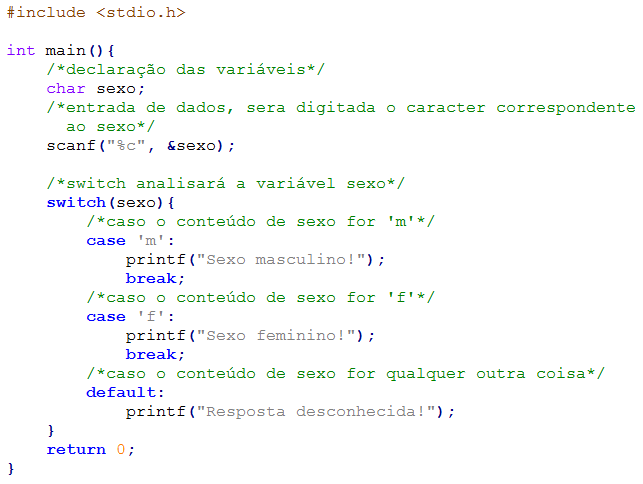 #include <stdio.h>
int main(){
/*declaração das variáveis*/
char sexo;
/*entrada de dados, sera digitada o caracter correspondente
ao sexo*/
scanf("%c", &sexo);
/*switch analisará a variável sexo*/
switch(sexo){
/*caso o conteúdo de sexo for 'm'*/
case 'm':
printf("Sexo masculino!");
break;
/*caso o conteúdo de sexo for 'f'*/
case 'f':
printf("Sexo feminino!");
break;
/*caso o conteúdo de sexo for qualquer outra coisa*/
default:
printf("Resposta desconhecida!");
}
return 0;
}